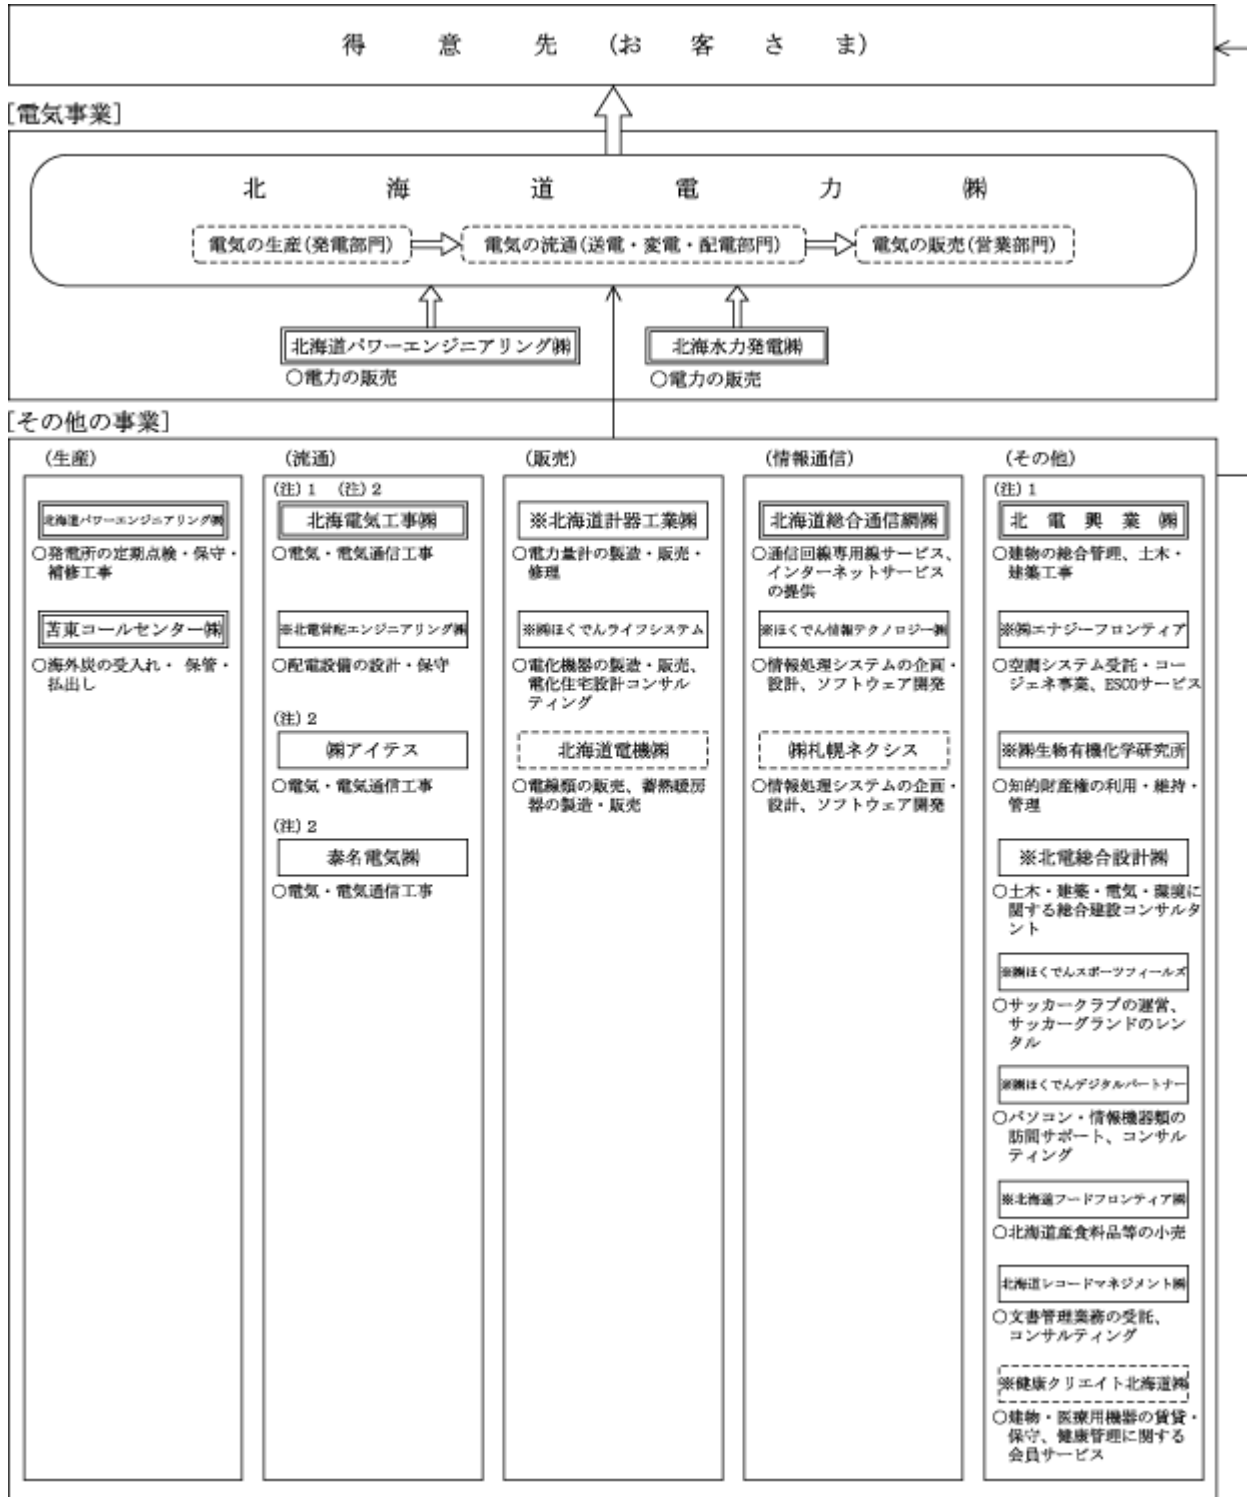 得意先(お客さま)
[電気事業]
北海道電力㈱
電気の生産(発電部門)
電気の流通(送電・変電・配電部門)
電気の販売(営業部門)
北海道パワーエンジニアリング㈱
○電力の販売
北海水力発電㈱
○電力の販売
[その他の事業]
(生産)
北海道パワーエンジニアリング㈱
○発電所の定期点検・保守・
補修工事
苫東コールセンター㈱
○海外炭の受入れ・ 保管・
払出し
(流通)
(注)1 (注)2
北海電気工事㈱
○電気・電気通信工事
※北電営配エンジニアリング㈱
○配電設備の設計・保守
(注)2
㈱アイテス
○電気・電気通信工事
(注)2
泰名電気㈱
○電気・電気通信工事
(販売)
※北海道計器工業㈱
○電力量計の製造・販売・
修理
※㈱ほくでんライフシステム
○電化機器の製造・販売、
電化住宅設計コンサル
ティング
北海道電機㈱
○電線類の販売、蓄熱暖房
器の製造・販売
(情報通信)
北海道総合通信網㈱
○通信回線専用線サービス、
インターネットサービス
の提供
※ほくでん情報テクノロジー㈱
○情報処理システムの企画・
設計、ソフトウェア開発
㈱札幌ネクシス
○情報処理システムの企画・
設計、ソフトウェア開発
(その他)
(注)1
北電興業㈱
○建物の総合管理、土木・
建築工事
※㈱エナジーフロンティア
○空調システム受託・コー
ジェネ事業、ESCOサービス
※㈱生物有機化学研究所
○知的財産権の利用・維持・
管理
※北電総合設計㈱
○土木・建築・電気・環境に
関する総合建設コンサルタ
ント
※㈱ほくでんスポーツフィールズ
○サッカークラブの運営、
サッカーグランドのレン
タル
※㈱ほくでんデジタルパートナー
○パソコン・情報機器類の
訪問サポート、コンサル
ティング
※北海道フードフロンティア㈱
○北海道産食料品等の小売
北海道レコードマネジメント㈱
○文書管理業務の受託、
コンサルティング
※健康クリエイト北海道㈱
○建物・医療用機器の賃貸・
保守、健康管理に関する
会員サービス